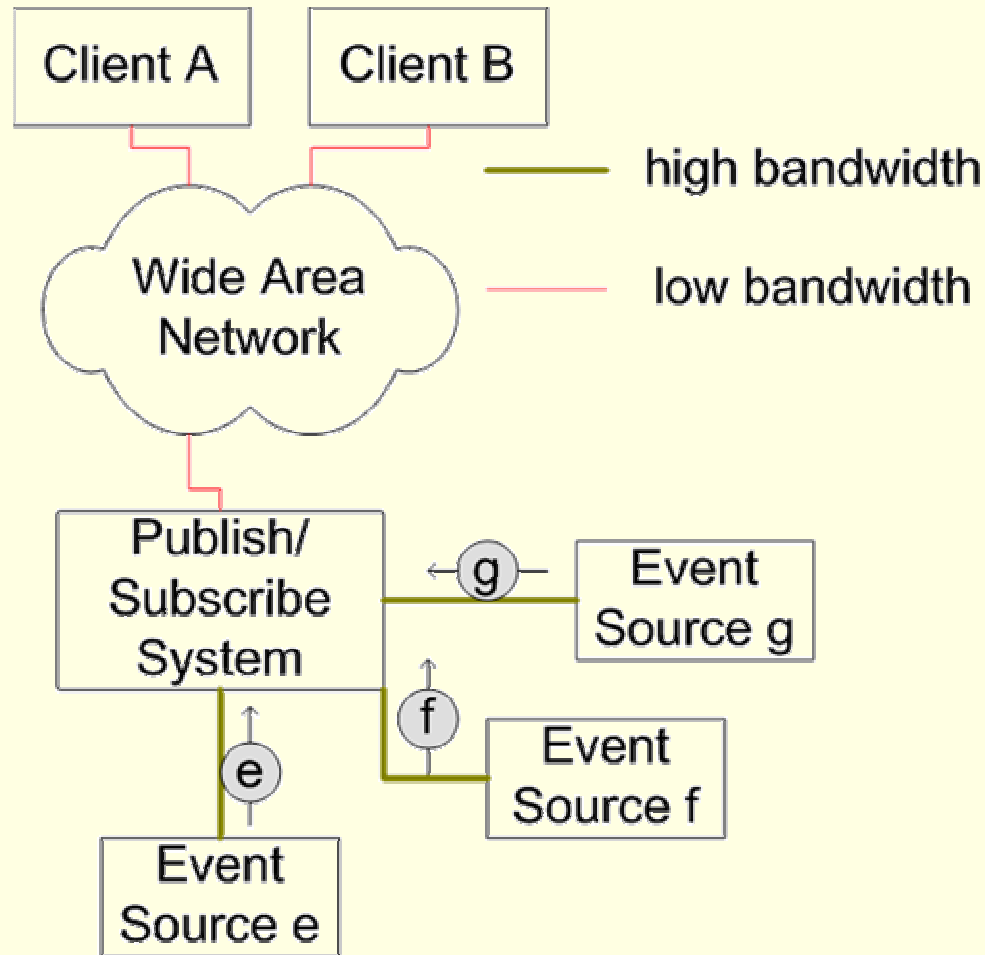 Client A
Client B
high bandwidth
Wide Area
Network
low bandwidth
Publish/
Subscribe
System
g
Event
Source g
f
Event
Source f
e
Event
Source e